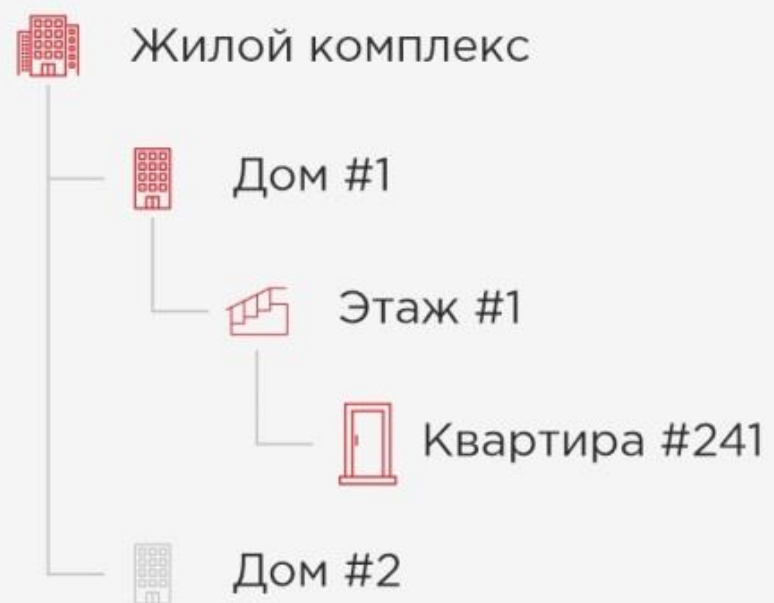 Жилой комплекс
Дом #1
Этаж #1
Квартира #241
Дом #2